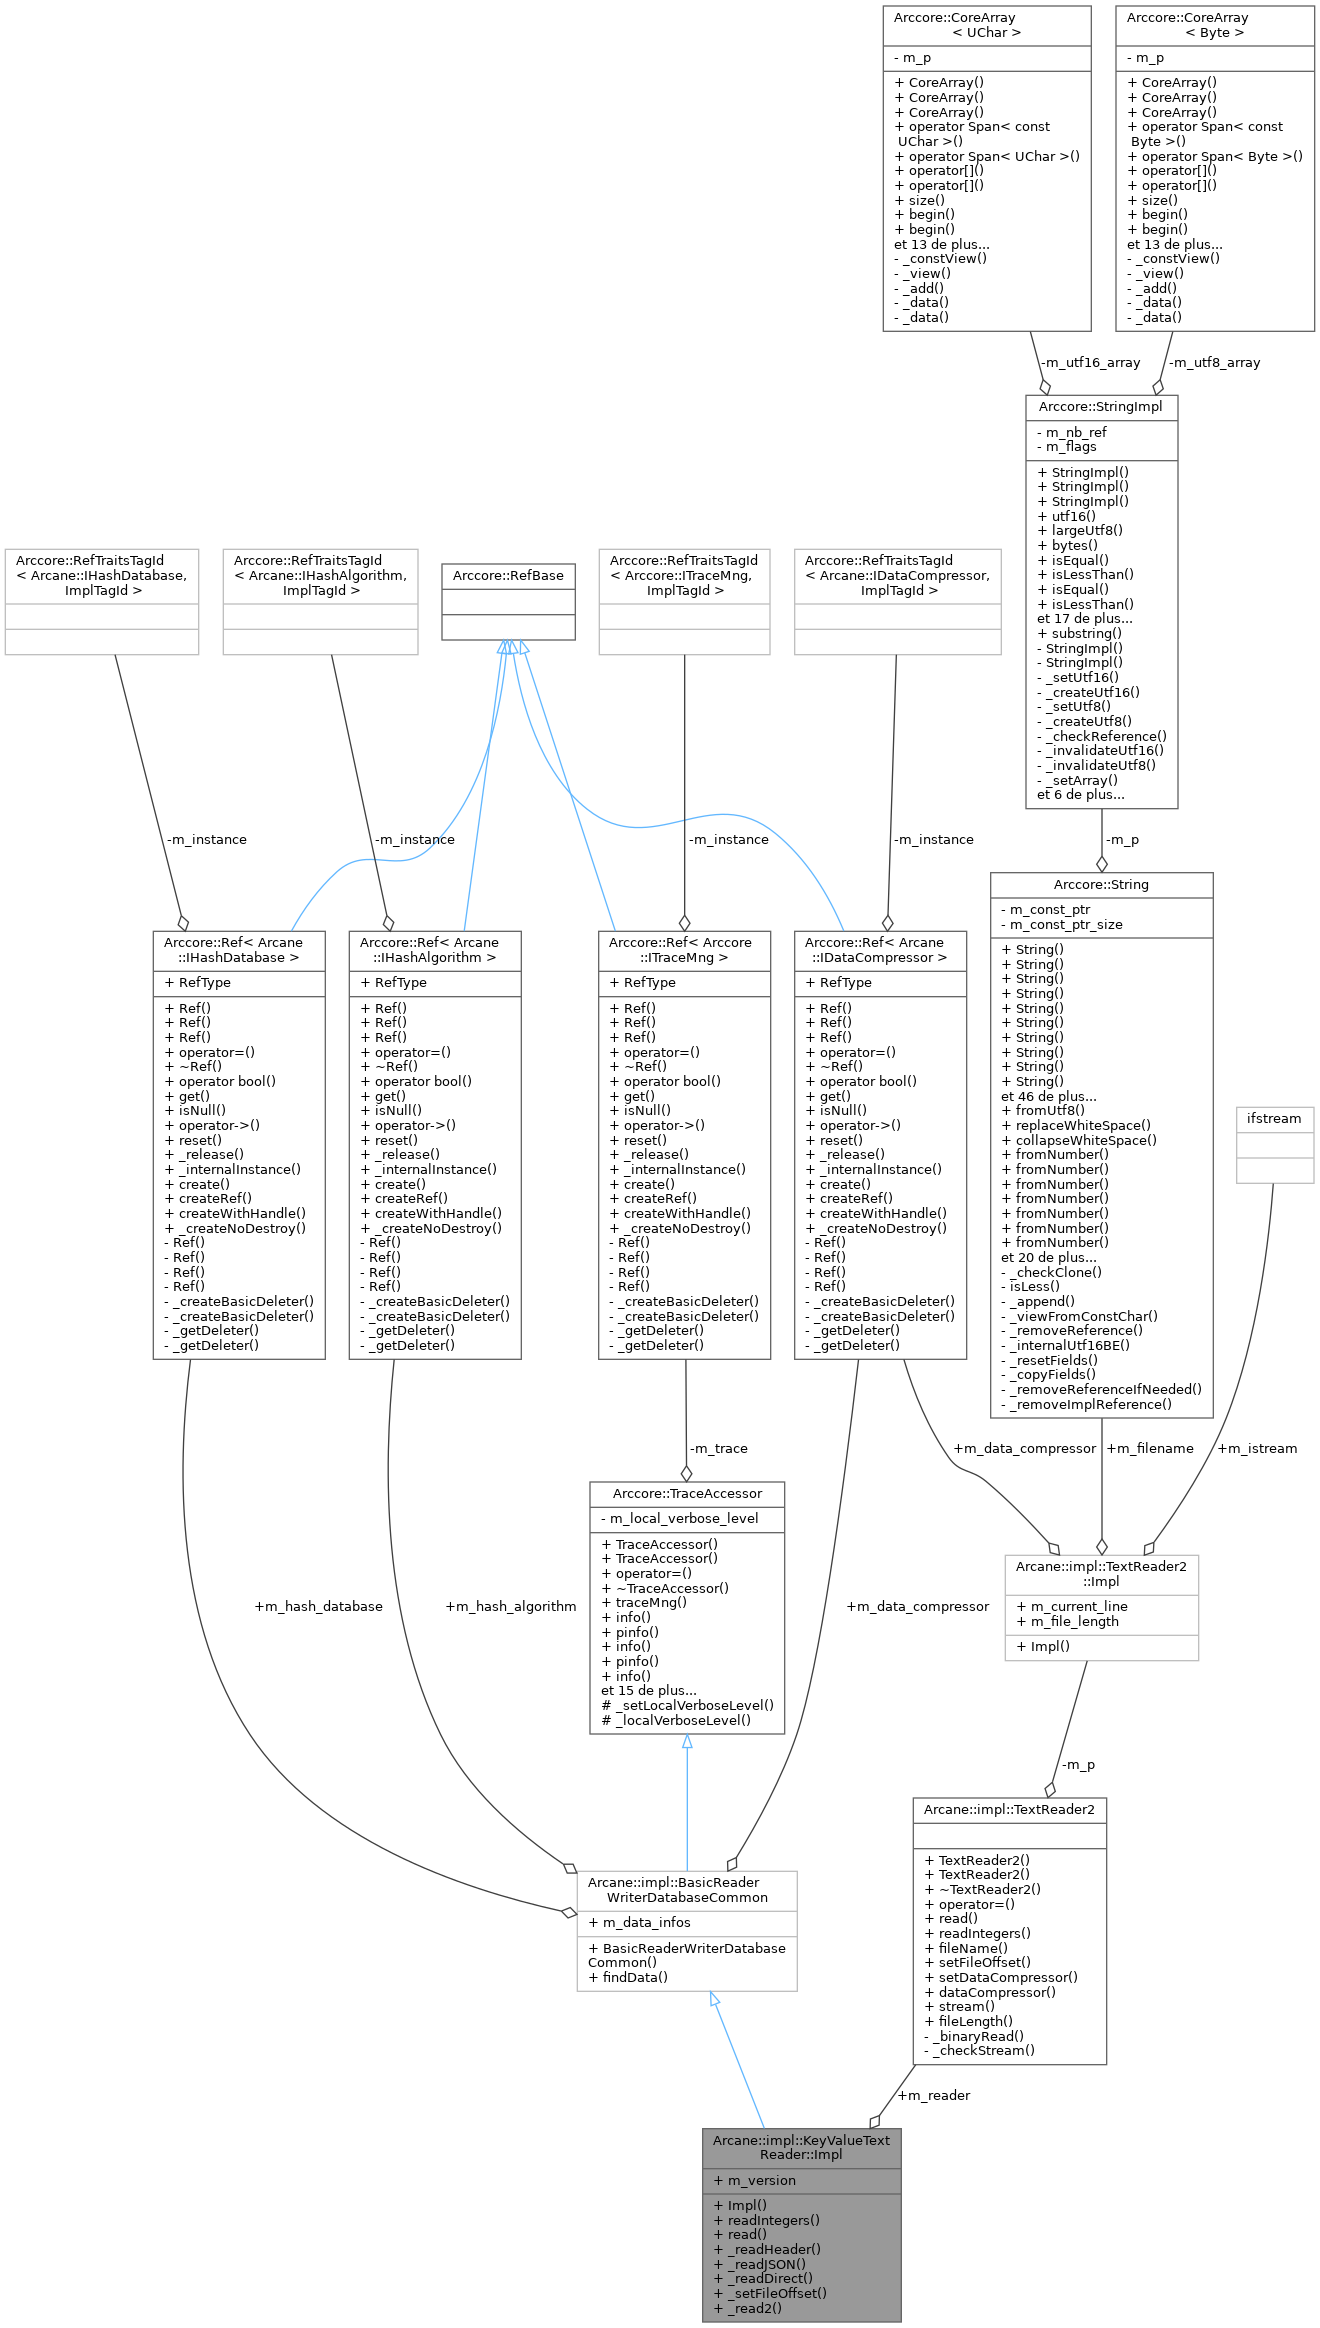 Arccore::CoreArray
< UChar >
- m_p
+ CoreArray()
+ CoreArray()
+ CoreArray()
+ operator Span< const
UChar >()
+ operator Span< UChar >()
+ operator[]()
+ operator[]()
+ size()
+ begin()
+ begin()
et 13 de plus...
- _constView()
- _view()
- _add()
- _data()
- _data()
Arccore::CoreArray
< Byte >
- m_p
+ CoreArray()
+ CoreArray()
+ CoreArray()
+ operator Span< const
Byte >()
+ operator Span< Byte >()
+ operator[]()
+ operator[]()
+ size()
+ begin()
+ begin()
et 13 de plus...
- _constView()
- _view()
- _add()
- _data()
- _data()
-m_utf16_array
-m_utf8_array
Arccore::StringImpl
- m_nb_ref
- m_flags
+ StringImpl()
+ StringImpl()
+ StringImpl()
+ utf16()
+ largeUtf8()
+ bytes()
+ isEqual()
+ isLessThan()
+ isEqual()
+ isLessThan()
et 17 de plus...
+ substring()
- StringImpl()
- StringImpl()
- _setUtf16()
- _createUtf16()
- _setUtf8()
- _createUtf8()
- _checkReference()
- _invalidateUtf16()
- _invalidateUtf8()
- _setArray()
et 6 de plus...
Arccore::RefTraitsTagId
< Arcane::IHashDatabase,
ImplTagId >
Arccore::RefTraitsTagId
< Arcane::IHashAlgorithm,
ImplTagId >
Arccore::RefBase
Arccore::RefTraitsTagId
< Arccore::ITraceMng,
ImplTagId >
Arccore::RefTraitsTagId
< Arcane::IDataCompressor,
ImplTagId >
-m_instance
-m_instance
-m_instance
-m_instance
-m_p
Arccore::Ref< Arcane
::IHashDatabase >
+ RefType
+ Ref()
+ Ref()
+ Ref()
+ operator=()
+ ~Ref()
+ operator bool()
+ get()
+ isNull()
+ operator->()
+ reset()
+ _release()
+ _internalInstance()
+ create()
+ createRef()
+ createWithHandle()
+ _createNoDestroy()
- Ref()
- Ref()
- Ref()
- Ref()
- _createBasicDeleter()
- _createBasicDeleter()
- _getDeleter()
- _getDeleter()
Arccore::Ref< Arcane
::IHashAlgorithm >
+ RefType
+ Ref()
+ Ref()
+ Ref()
+ operator=()
+ ~Ref()
+ operator bool()
+ get()
+ isNull()
+ operator->()
+ reset()
+ _release()
+ _internalInstance()
+ create()
+ createRef()
+ createWithHandle()
+ _createNoDestroy()
- Ref()
- Ref()
- Ref()
- Ref()
- _createBasicDeleter()
- _createBasicDeleter()
- _getDeleter()
- _getDeleter()
Arccore::Ref< Arccore
::ITraceMng >
+ RefType
+ Ref()
+ Ref()
+ Ref()
+ operator=()
+ ~Ref()
+ operator bool()
+ get()
+ isNull()
+ operator->()
+ reset()
+ _release()
+ _internalInstance()
+ create()
+ createRef()
+ createWithHandle()
+ _createNoDestroy()
- Ref()
- Ref()
- Ref()
- Ref()
- _createBasicDeleter()
- _createBasicDeleter()
- _getDeleter()
- _getDeleter()
Arccore::Ref< Arcane
::IDataCompressor >
+ RefType
+ Ref()
+ Ref()
+ Ref()
+ operator=()
+ ~Ref()
+ operator bool()
+ get()
+ isNull()
+ operator->()
+ reset()
+ _release()
+ _internalInstance()
+ create()
+ createRef()
+ createWithHandle()
+ _createNoDestroy()
- Ref()
- Ref()
- Ref()
- Ref()
- _createBasicDeleter()
- _createBasicDeleter()
- _getDeleter()
- _getDeleter()
Arccore::String
- m_const_ptr
- m_const_ptr_size
+ String()
+ String()
+ String()
+ String()
+ String()
+ String()
+ String()
+ String()
+ String()
+ String()
et 46 de plus...
+ fromUtf8()
+ replaceWhiteSpace()
+ collapseWhiteSpace()
+ fromNumber()
+ fromNumber()
+ fromNumber()
+ fromNumber()
+ fromNumber()
+ fromNumber()
+ fromNumber()
et 20 de plus...
- _checkClone()
- isLess()
- _append()
- _viewFromConstChar()
- _removeReference()
- _internalUtf16BE()
- _resetFields()
- _copyFields()
- _removeReferenceIfNeeded()
- _removeImplReference()
ifstream
-m_trace
+m_data_compressor
+m_filename
+m_istream
Arccore::TraceAccessor
- m_local_verbose_level
+ TraceAccessor()
+ TraceAccessor()
+ operator=()
+ ~TraceAccessor()
+ traceMng()
+ info()
+ pinfo()
+ info()
+ pinfo()
+ info()
et 15 de plus...
# _setLocalVerboseLevel()
# _localVerboseLevel()
Arcane::impl::TextReader2
::Impl
+ m_current_line
+ m_file_length
+ Impl()
+m_hash_database
+m_hash_algorithm
+m_data_compressor
-m_p
Arcane::impl::TextReader2
+ TextReader2()
+ TextReader2()
+ ~TextReader2()
+ operator=()
+ read()
+ readIntegers()
+ fileName()
+ setFileOffset()
+ setDataCompressor()
+ dataCompressor()
+ stream()
+ fileLength()
- _binaryRead()
- _checkStream()
Arcane::impl::BasicReader
WriterDatabaseCommon
+ m_data_infos
+ BasicReaderWriterDatabase
Common()
+ findData()
+m_reader
Arcane::impl::KeyValueText
Reader::Impl
+ m_version
+ Impl()
+ readIntegers()
+ read()
+ _readHeader()
+ _readJSON()
+ _readDirect()
+ _setFileOffset()
+ _read2()